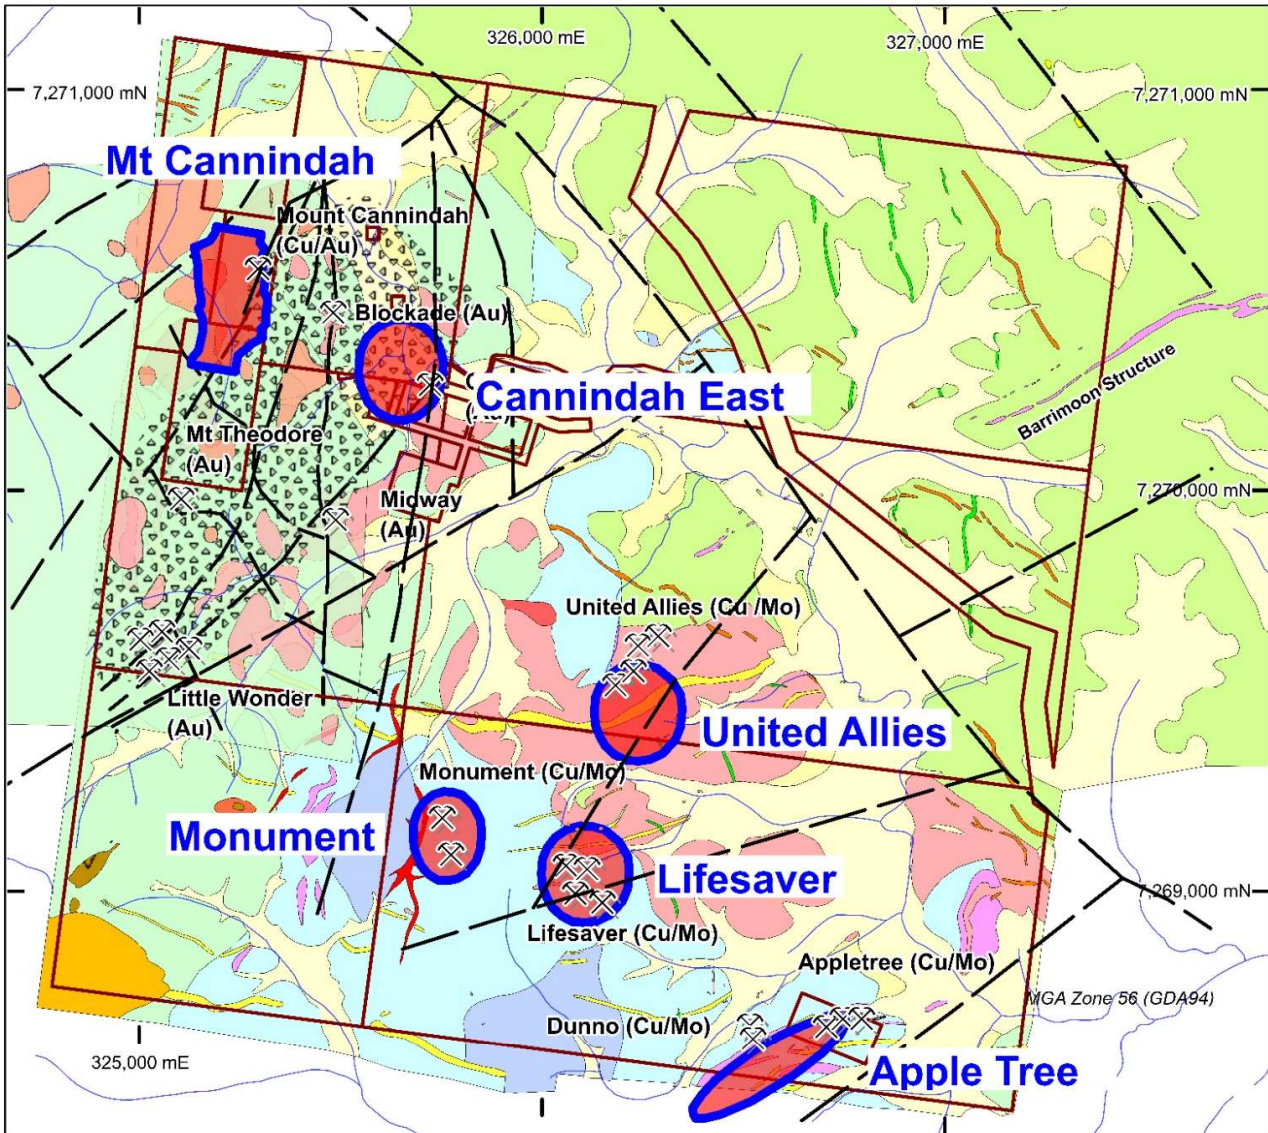 326,000 mE
327,000 mE
7,271,000 mN
7,271,000 mN
Mt Cannindah
Mount Cannindah
(Cu/Au)
Blockade (Au)
Barrimoon Structure
Cannindah East
Mt Theodore
(Au)
Midway
(Au)
7,270,000 mN
United Allies (Cu /Mo)
Little Wonder
(Au)
United Allies
Monument (Cu/Mo)
Monument
Lifesaver
7,269,000 mN
Lifesaver (Cu/Mo)
Appletree (Cu/Mo)
MGA Zone 56 (GDA94)
Dunno (Cu/Mo)
325,000 mE
Apple Tree